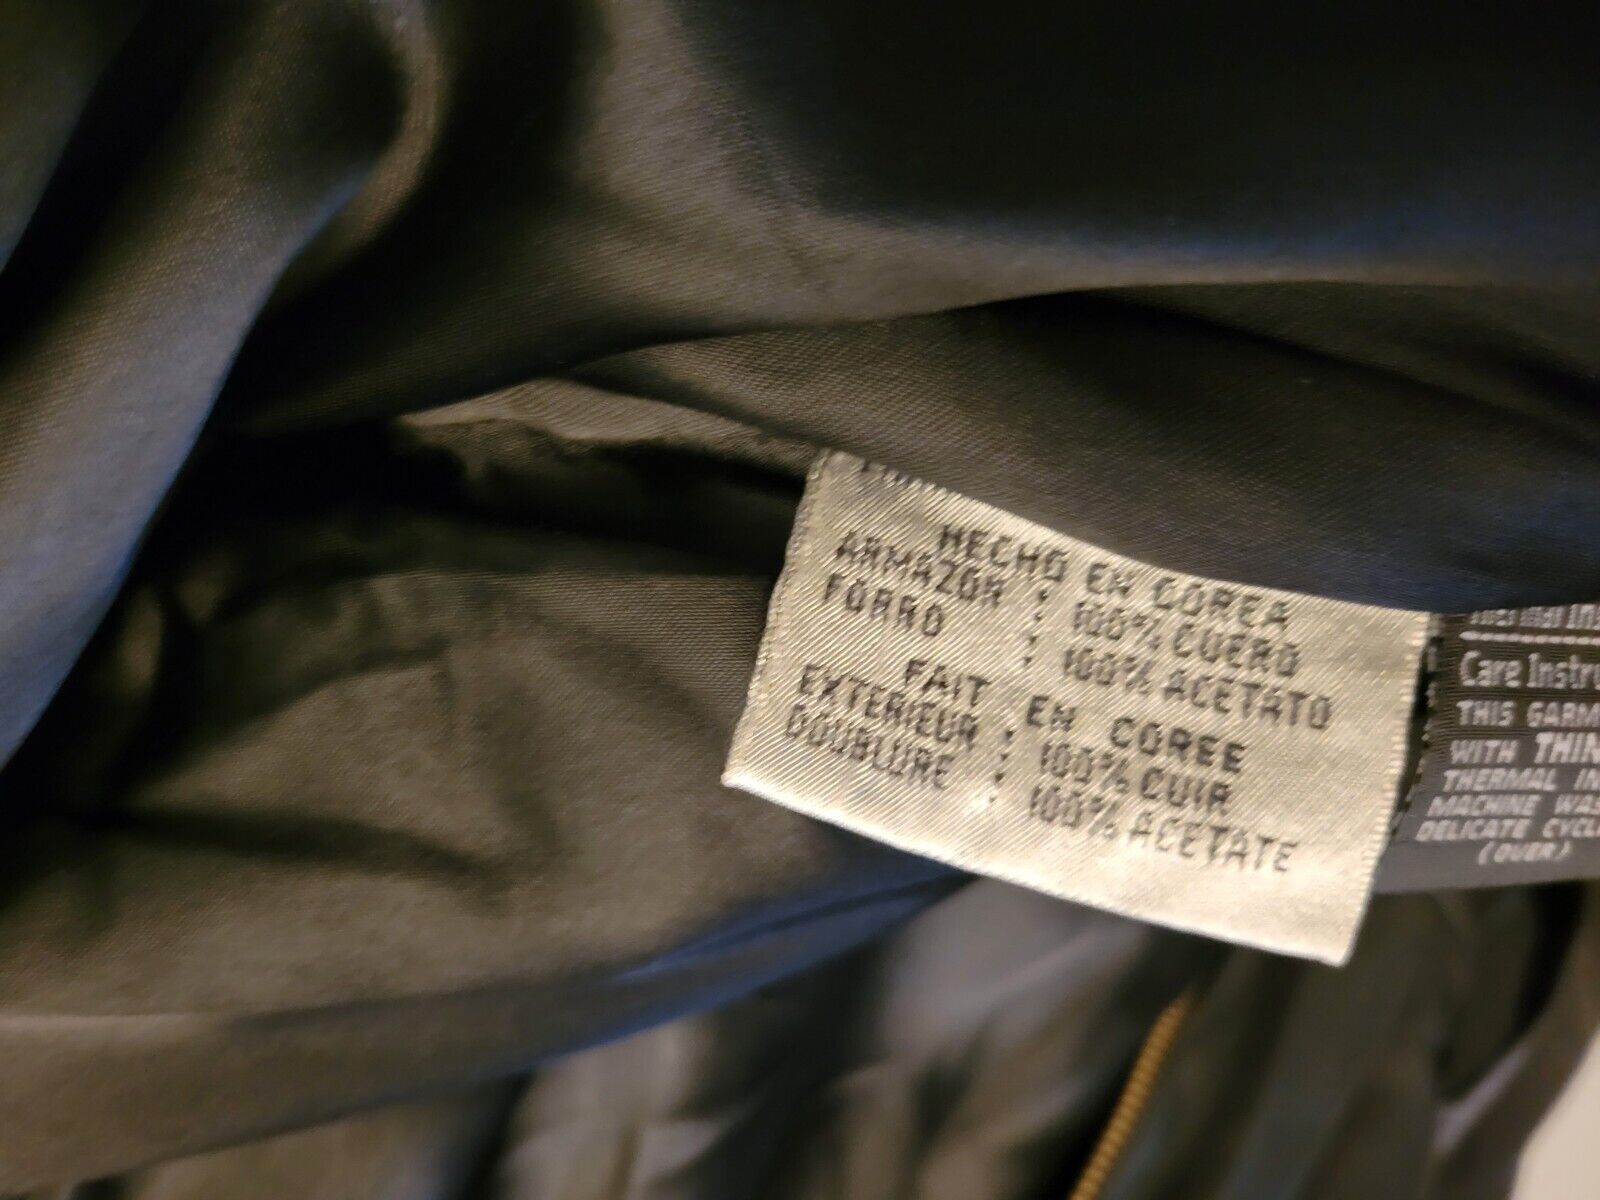 HECHO EN COREA
ARMAZON : 100% CUERO
FORRO : 100% ACETATO
FAIT EN COREE
EXTERIEUR : 100% CUIR
DOUBLURE : 100% ACETATE
Care Instru
THIS GARM
WITH THIN
THERMAL IN
MACHINE WAS
DELICATE CYCL
(OVER)